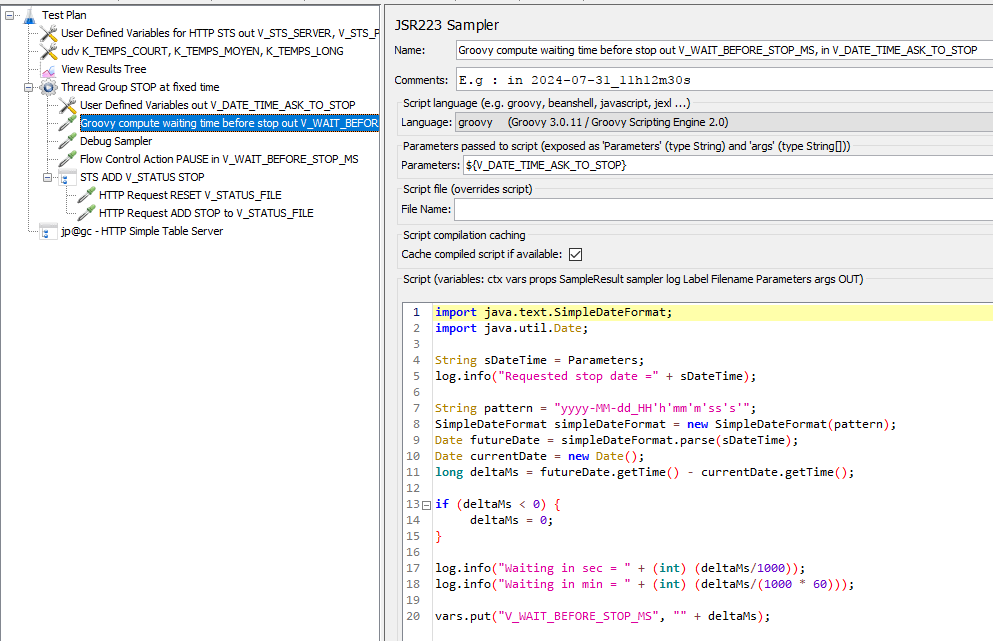 Test Plan
User Defined Variables for HTTP STS out V_STS_SERVER, V_STS_P
udv K_TEMPS_COURT, K_TEMPS_MOYEN, K_TEMPS_LONG
View Results Tree
Thread Group STOP at fixed time
User Defined Variables out V_DATE_TIME_ASK_TO_STOP
Groovy compute waiting time before stop out V_WAIT_BEFOR
Debug Sampler
Flow Control Action PAUSE in V_WAIT_BEFORE_STOP_MS
STS ADD V_STATUS STOP
HTTP Request RESET V_STATUS_FILE
HTTP Request ADD STOP to V_STATUS_FILE
jp@gc - HTTP Simple Table Server
JSR223 Sampler
Name: Groovy compute waiting time before stop out V_WAIT_BEFORE_STOP_MS, in V_DATE_TIME_ASK_TO_STOP
Comments: E.g : in 2024-07-31_11h12m30s
Script language (e.g. groovy, beanshell, javascript, jexl ...)
Language: groovy (Groovy 3.0.11 / Groovy Scripting Engine 2.0)
Parameters passed to script (exposed as 'Parameters' (type String) and 'args' (type String[]))
Parameters: ${V_DATE_TIME_ASK_TO_STOP}
Script file (overrides script)
File Name:
Script compilation caching
Cache compiled script if available:
Script (variables: ctx vars props SampleResult sampler log Label Filename Parameters args OUT)
1 import java.text.SimpleDateFormat;
2 import java.util.Date;
3
4 String sDateTime = Parameters;
5 log.info("Requested stop date =" + sDateTime);
6
7 String pattern = "yyyy-MM-dd_HH'h'mm'm'ss's'";
8 SimpleDateFormat simpleDateFormat = new SimpleDateFormat(pattern);
9 Date futureDate = simpleDateFormat.parse(sDateTime);
10 Date currentDate = new Date();
11 long deltaMs = futureDate.getTime() - currentDate.getTime();
12
13 if (deltaMs < 0) {
14 deltaMs = 0;
15 }
16
17 log.info("Waiting in sec = " + (int) (deltaMs/1000));
18 log.info("Waiting in min = " + (int) (deltaMs/(1000 * 60)));
19
20 vars.put("V_WAIT_BEFORE_STOP_MS", "" + deltaMs);